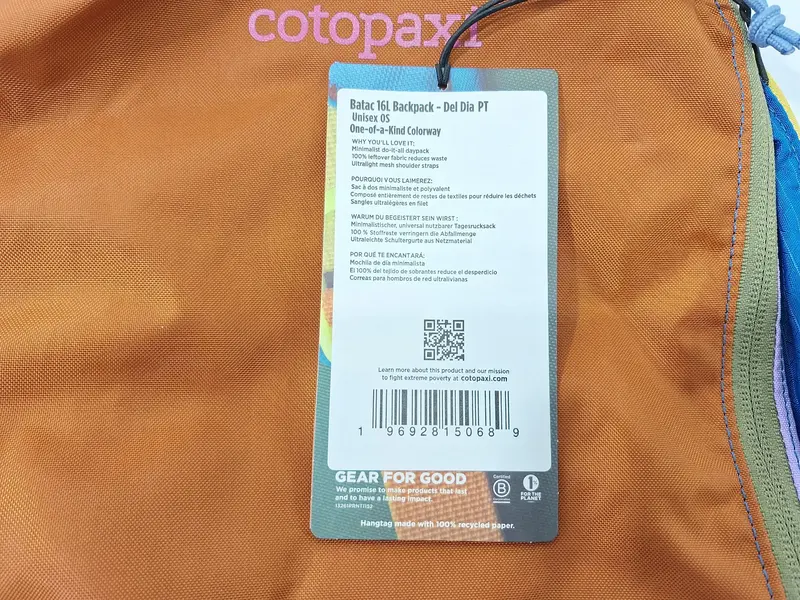 cotopaxi
Batac 16L Backpack - Del Dia PT
Unisex OS
One-of-a-Kind Colorway
WHY YOU'LL LOVE IT:
Minimalist do-it-all daypack
100% leftover fabric reduces waste
Ultralight mesh shoulder straps
POURQUOI VOUS LAIMEREZ:
Sac à dos minimaliste et polyvalent
Composé entièrement de restes de textiles pour réduire les déchets
Sangles ultralégères en filet
WARUM DU BEGEISTERT SEIN WIRST :
Minimalistischer, universal nutzbarer Tagesrucksack
100 % Stoffreste verringern die Abfallmenge
Ultraleichte Schultergurte aus Netzmaterial
POR QUÉ TE ENCANTARÁ:
Mochila de día minimalista
El 100% del tejido de sobrantes reduce el desperdicio
Correas para hombros de red ultralivianas
Learn more about this product and our mission
to fight extreme poverty at cotopaxi.com
1 96928 15068 9
GEAR FOR GOOD
We promise to make products that last
and to have a lasting impact.
Certified
B
1%
FOR THE
PLANET
Hangtag made with 100% recycled paper.